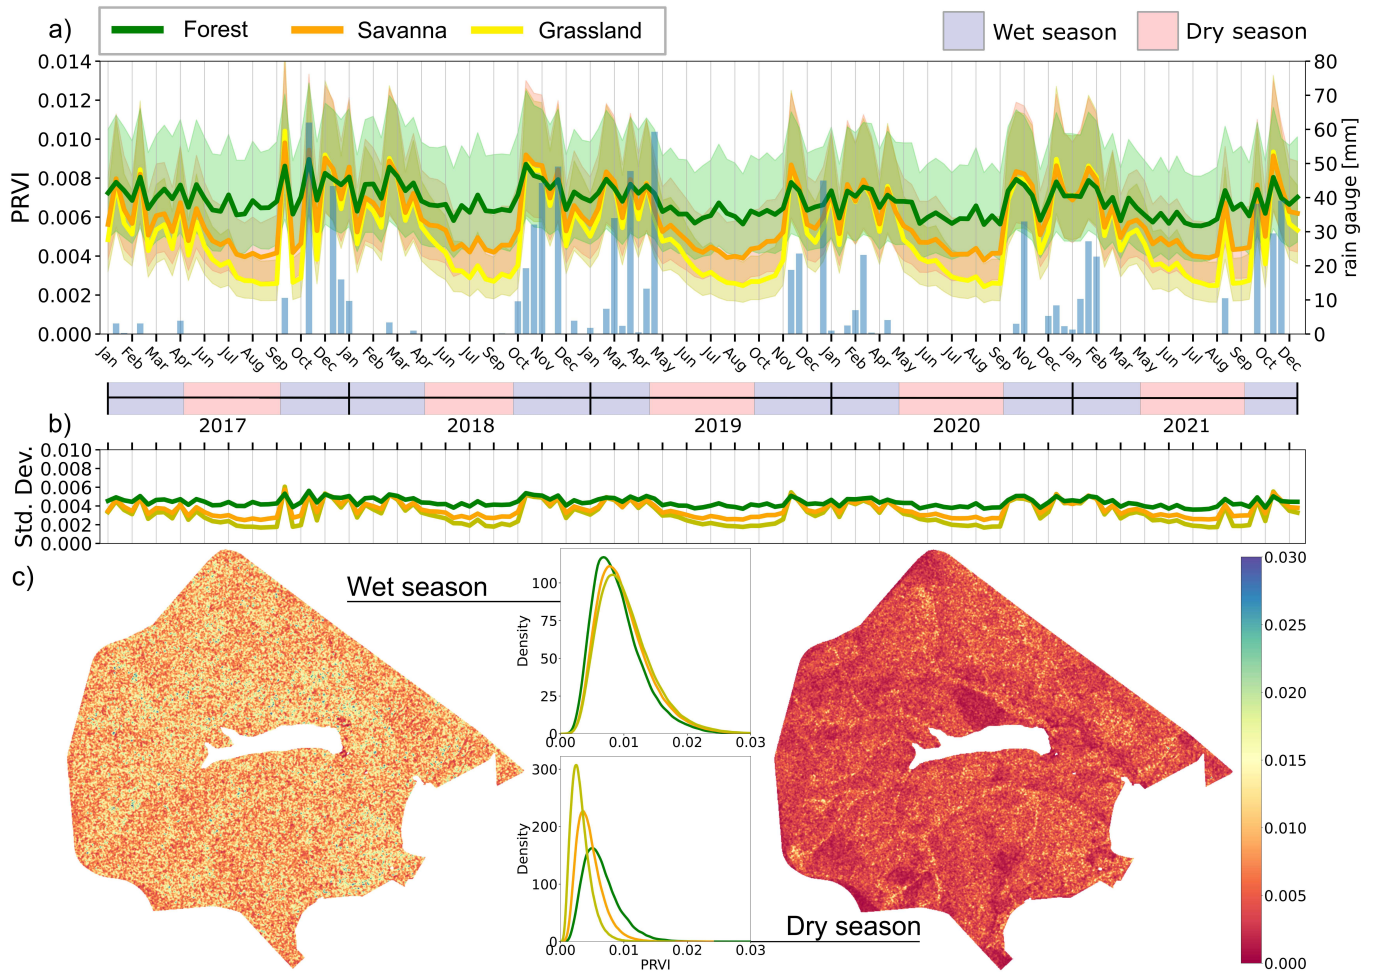 a)
Forest Savanna Grassland
Wet season Dry season
0.014
0.012
0.010
0.008
0.006
0.004
0.002
0.000
PRVI
80
70
60
50
40
30
20
10
0
rain gauge [mm]
Jan Feb Mar Apr Jun Jul Aug Sep Oct Dec Jan Feb Mar Apr Jun Jul Aug Sep Oct Nov Dec Jan Mar Apr May Jun Jul Aug Oct Nov Dec Jan Feb Mar Apr May Jun Jul Aug Oct Nov Dec Jan Mar May Jun Jul Aug Sep Oct Dec
2017 2018 2019 2020 2021
b)
0.010
0.008
0.006
0.004
0.002
0.000
Std. Dev.
c)
Wet season
100
75
50
25
0
Density
0.00 0.01 0.02 0.03
300
200
100
0
Density
0.00 0.01 0.02 0.03
PRVI
Dry season
0.030
0.025
0.020
0.015
0.010
0.005
0.000